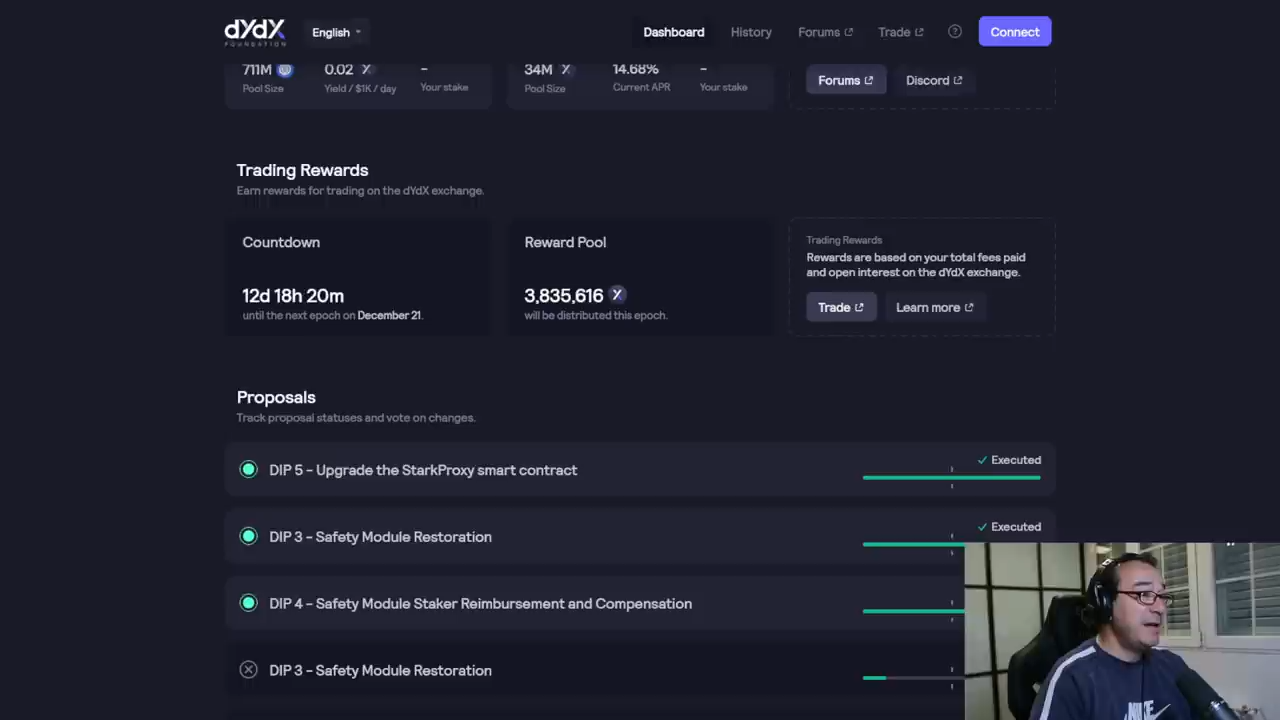 dYdX
FOUNDATION
English
Dashboard
History
Forums
Trade
Connect
711M
Pool Size
0.02
Yield / $1K / day
-
Your stake
34M
Pool Size
14.68%
Current APR
-
Your stake
Forums
Discord
Trading Rewards
Earn rewards for trading on the dYdX exchange.
Countdown
12d 18h 20m
until the next epoch on December 21.
Reward Pool
3,835,616
will be distributed this epoch.
Trading Rewards
Rewards are based on your total fees paid
and open interest on the dYdX exchange.
Trade
Learn more
Proposals
Track proposal statuses and vote on changes.
DIP 5 - Upgrade the StarkProxy smart contract
Executed
DIP 3 - Safety Module Restoration
Executed
DIP 4 - Safety Module Staker Reimbursement and Compensation
DIP 3 - Safety Module Restoration
NIKE